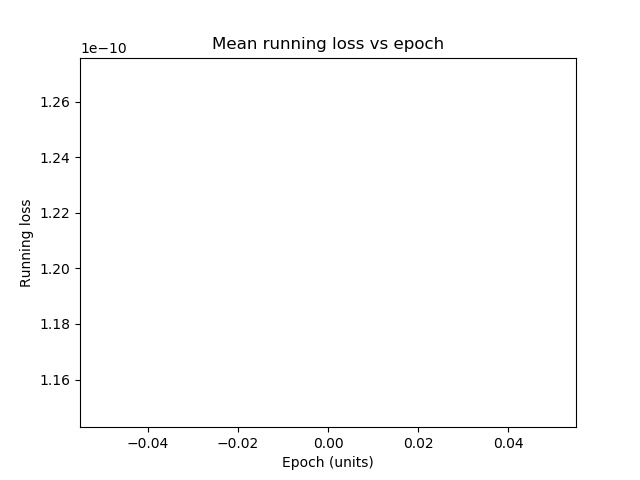 Mean running loss vs epoch
1e−10
1.26
1.24
1.22
1.20
1.18
1.16
Running loss
−0.04
−0.02
0.00
0.02
0.04
Epoch (units)